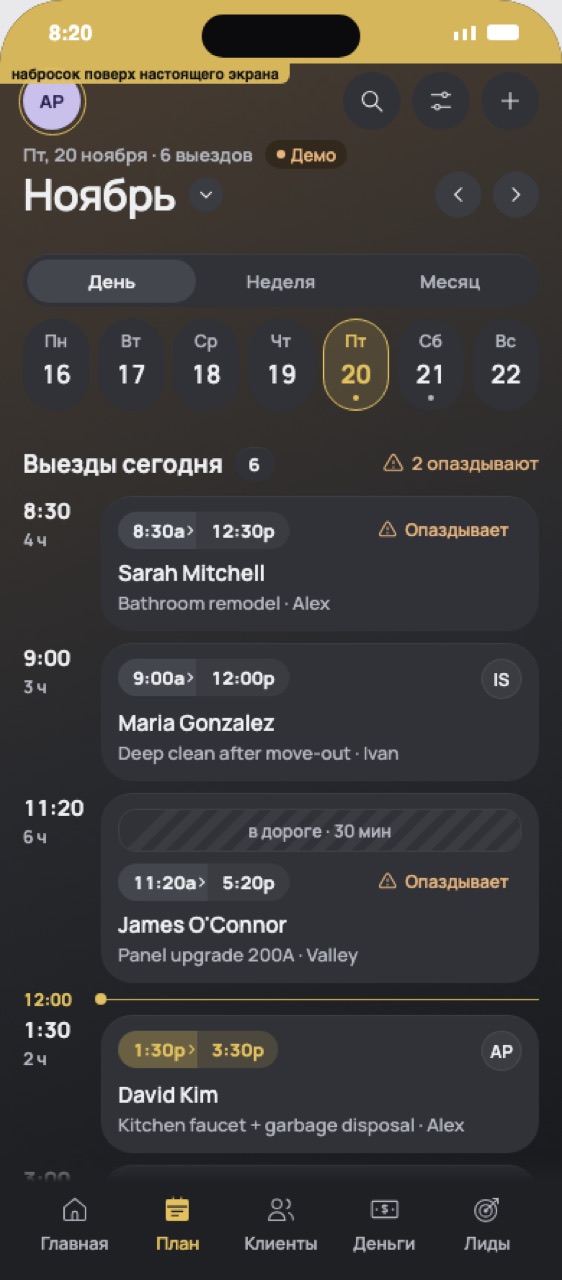 8:20
набросок поверх настоящего экрана
AP
Пт, 20 ноября · 6 выездов
Демо
Ноябрь
День Неделя Месяц
Пн Вт Ср Чт Пт Сб Вс
16 17 18 19 20 21 22
Выезды сегодня 6 2 опаздывают
8:30
4 ч
8:30a› 12:30p Опаздывает
Sarah Mitchell
Bathroom remodel · Alex
9:00
3 ч
9:00a› 12:00p IS
Maria Gonzalez
Deep clean after move-out · Ivan
11:20
6 ч
в дороге · 30 мин
11:20a› 5:20p Опаздывает
James O'Connor
Panel upgrade 200A · Valley
12:00
1:30
2 ч
1:30p› 3:30p AP
David Kim
Kitchen faucet + garbage disposal · Alex
3:00
Главная План Клиенты Деньги Лиды